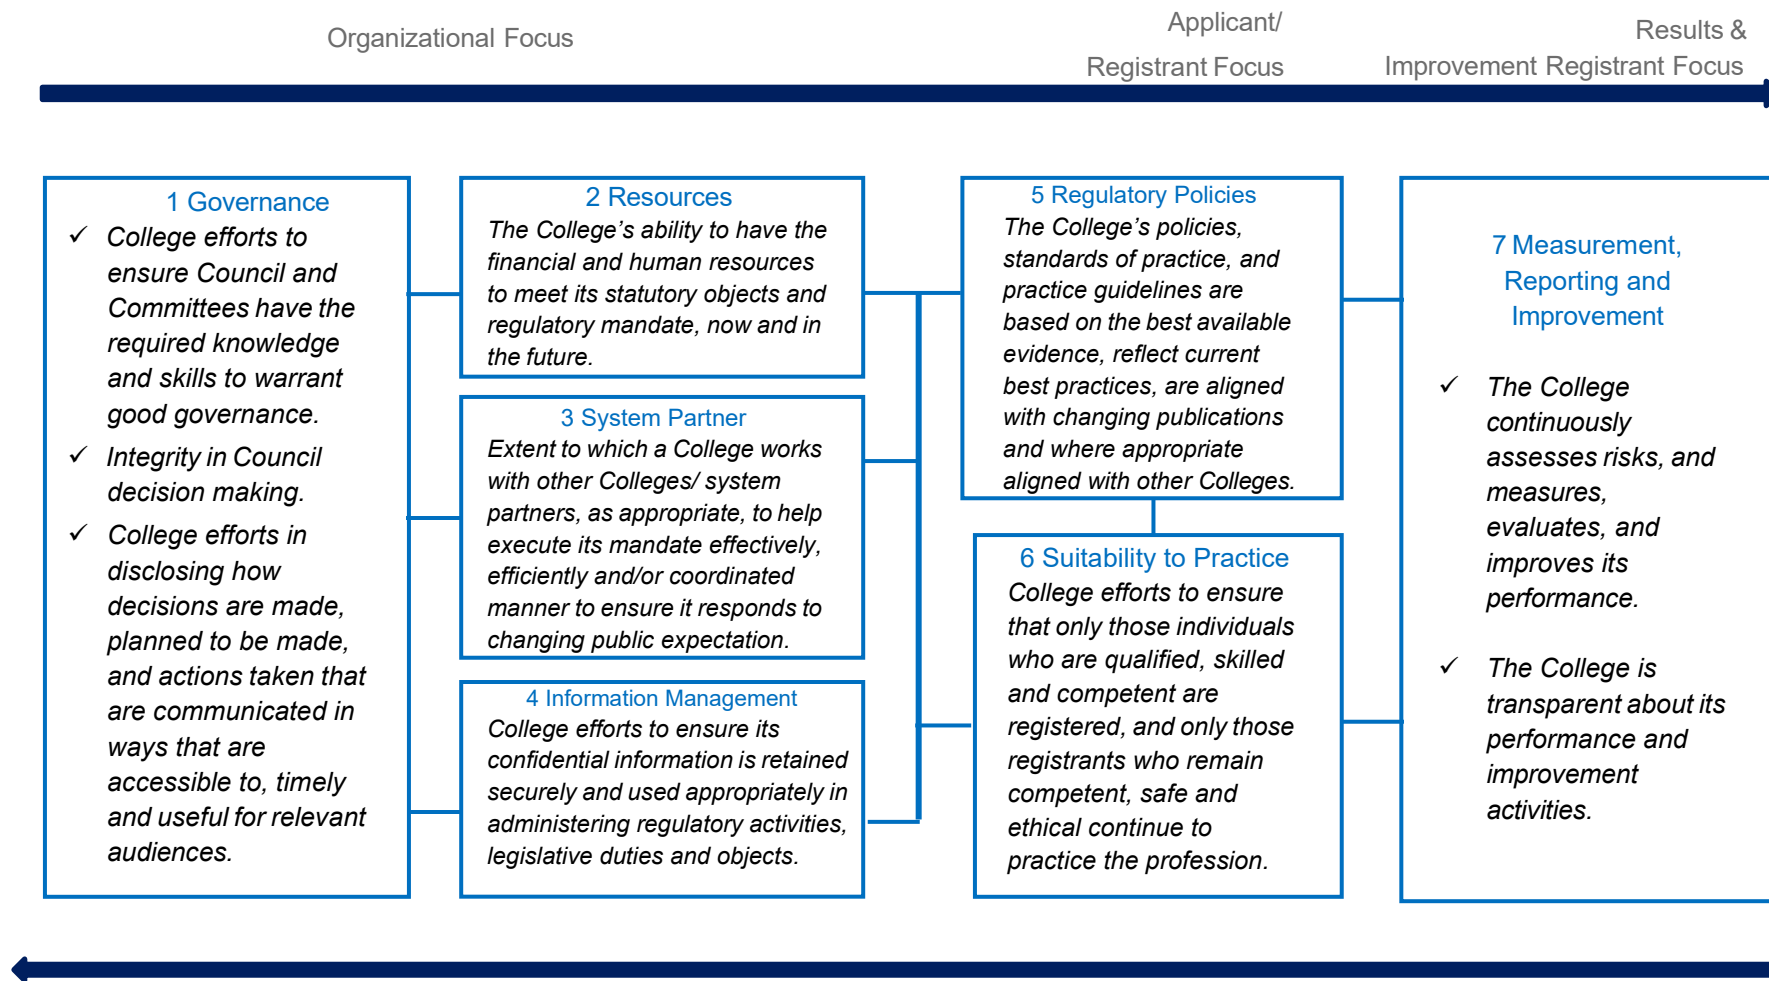 Organizational Focus
Applicant/
Registrant Focus
Results &
Improvement Registrant Focus
1 Governance
✓ College efforts to
ensure Council and
Committees have the
required knowledge
and skills to warrant
good governance.
✓ Integrity in Council
decision making.
✓ College efforts in
disclosing how
decisions are made,
planned to be made,
and actions taken that
are communicated in
ways that are
accessible to, timely
and useful for relevant
audiences.
2 Resources
The College’s ability to have the
financial and human resources
to meet its statutory objects and
regulatory mandate, now and in
the future.
3 System Partner
Extent to which a College works
with other Colleges/ system
partners, as appropriate, to help
execute its mandate effectively,
efficiently and/or coordinated
manner to ensure it responds to
changing public expectation.
4 Information Management
College efforts to ensure its
confidential information is retained
securely and used appropriately in
administering regulatory activities,
legislative duties and objects.
5 Regulatory Policies
The College’s policies,
standards of practice, and
practice guidelines are
based on the best available
evidence, reflect current
best practices, are aligned
with changing publications
and where appropriate
aligned with other Colleges.
6 Suitability to Practice
College efforts to ensure
that only those individuals
who are qualified, skilled
and competent are
registered, and only those
registrants who remain
competent, safe and
ethical continue to
practice the profession.
7 Measurement,
Reporting and
Improvement
✓ The College
continuously
assesses risks, and
measures,
evaluates, and
improves its
performance.
✓ The College is
transparent about its
performance and
improvement
activities.